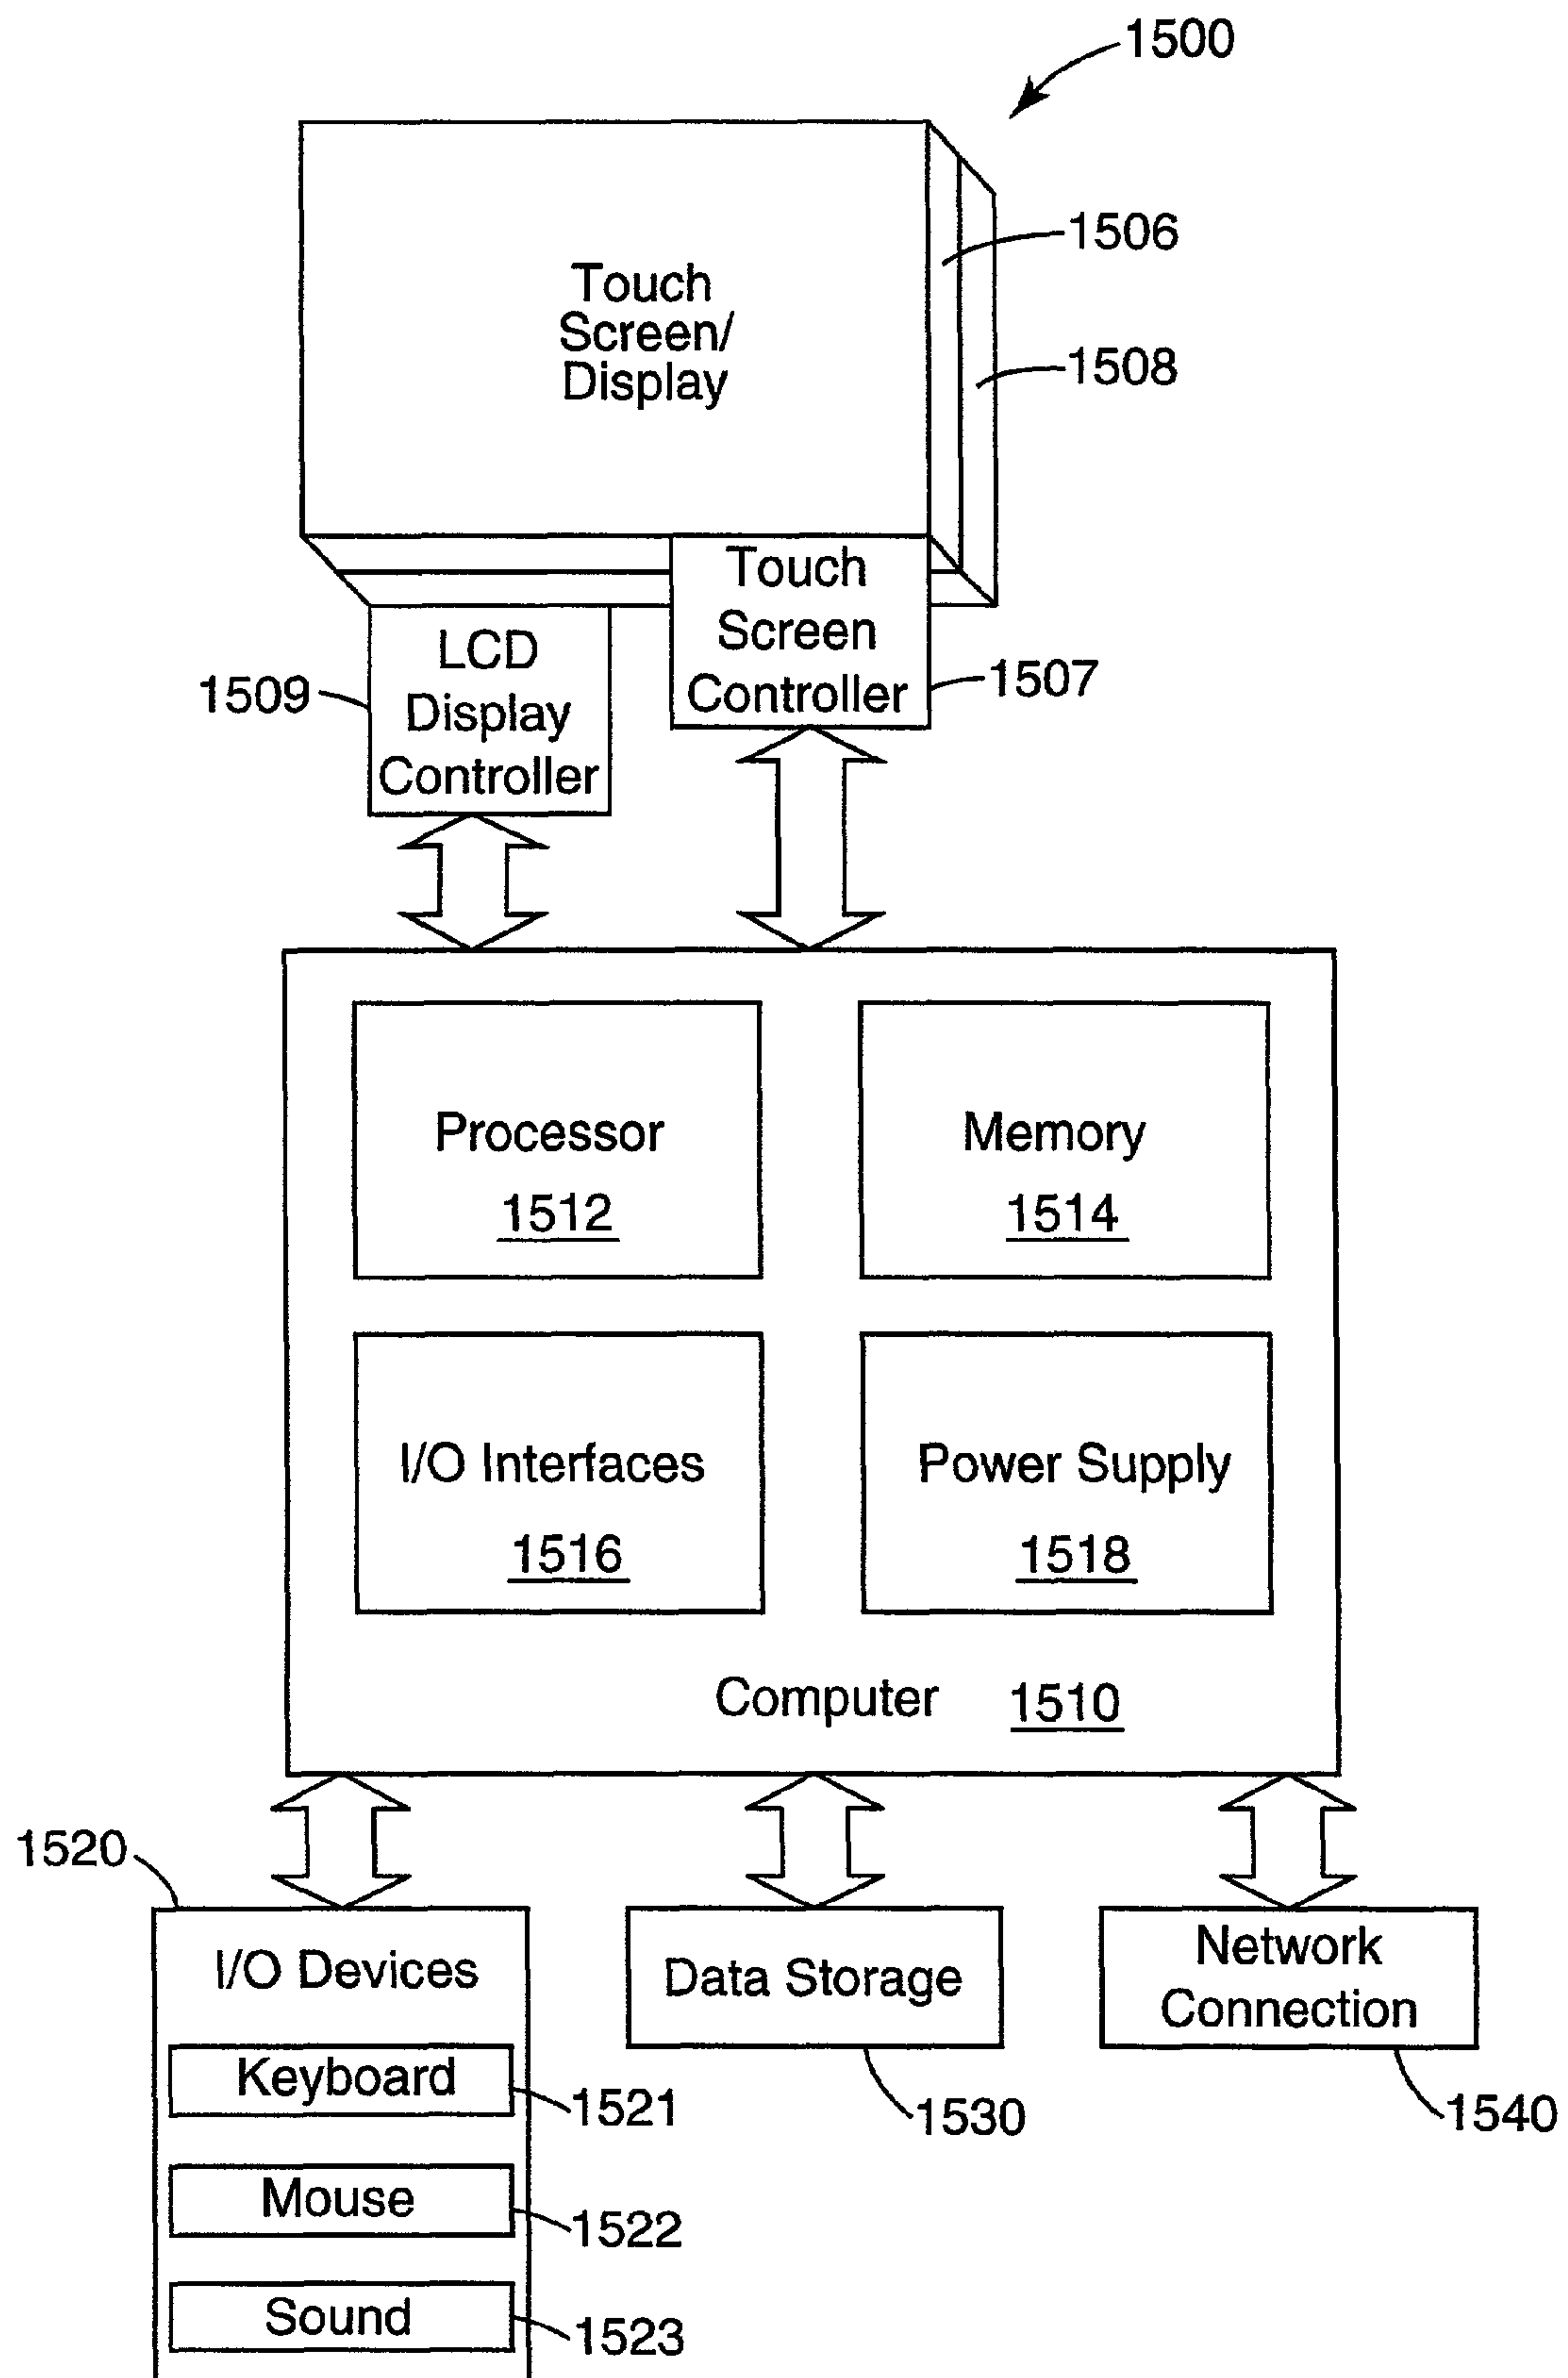 1500
Touch
Screen/
Display
1506
1508
Touch
Screen
Controller
1507
LCD
Display
Controller
1509
Processor
1512
Memory
1514
I/O Interfaces
1516
Power Supply
1518
Computer 1510
1520
I/O Devices
Keyboard
1521
Mouse
1522
Sound
1523
Data Storage
1530
Network
Connection
1540